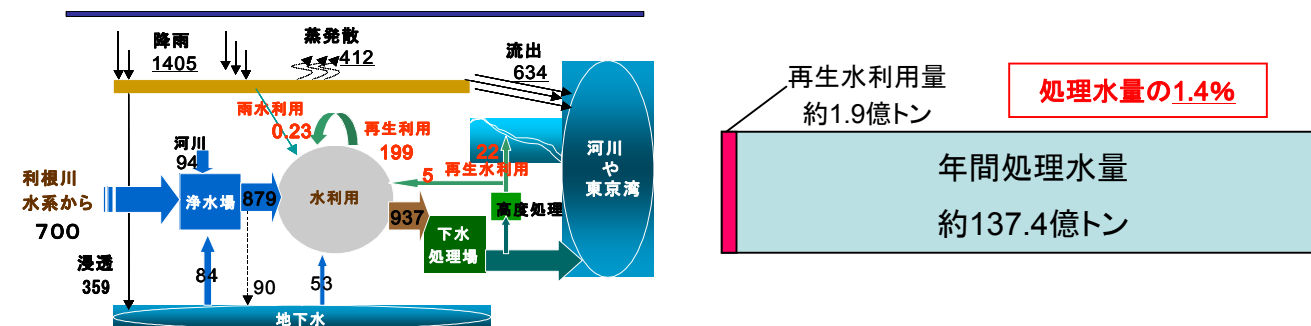 降雨
1405
蒸発散
412
流出
634
雨水利用
0.23
再生利用
199
河川
94
利根川
水系から
700
浄水場
879
水利用
937
5
再生水利用
22
高度処理
下水
処理場
河川
や
東京湾
浸透
359
84
90
53
地下水
再生水利用量
約1.9億トン
処理水量の1.4%
年間処理水量
約137.4億トン